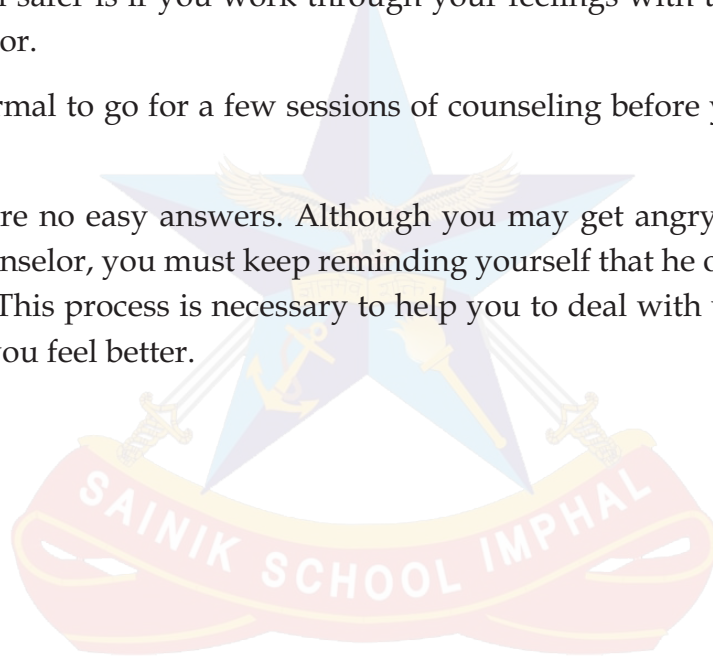 safer is if you work through your feelings with
or.
rmal to go for a few sessions of counseling before
re no easy answers. Although you may get angry
nselor, you must keep reminding yourself that he
This process is necessary to help you to deal with
you feel better.
SAINIK SCHOOL IMPHAL